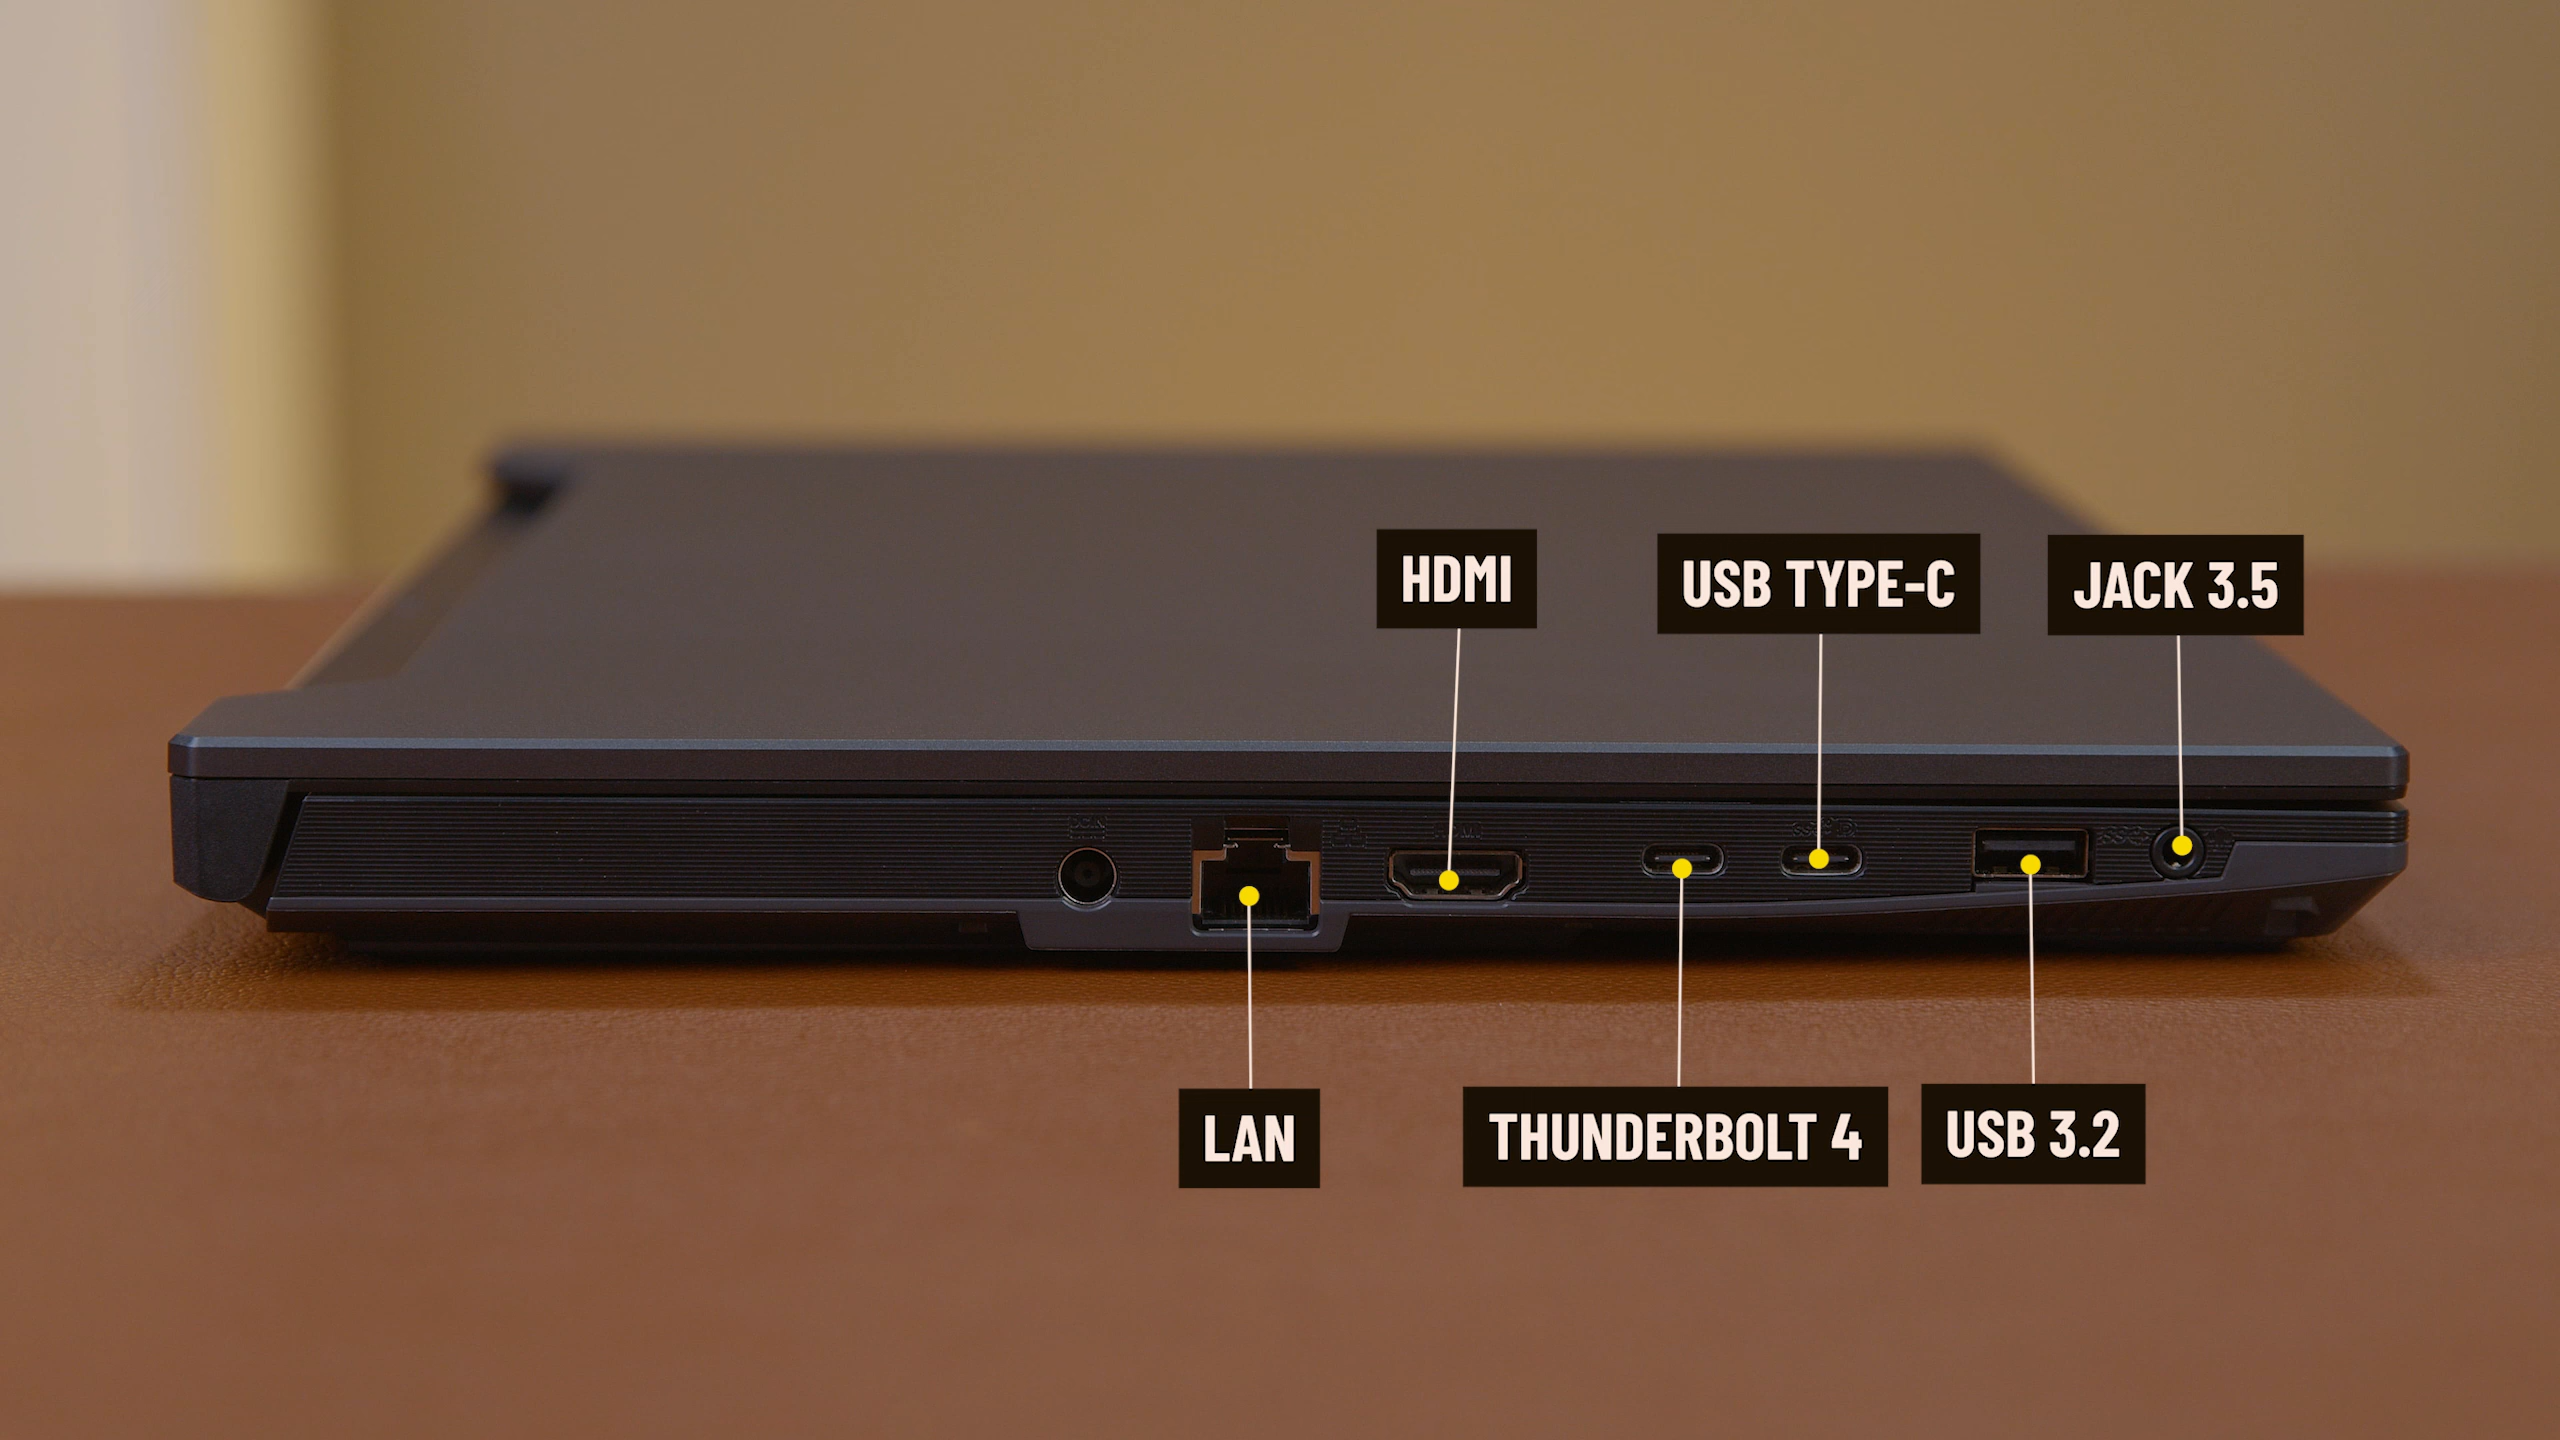 HDMI
USB TYPE-C
JACK 3.5
LAN
THUNDERBOLT 4
USB 3.2